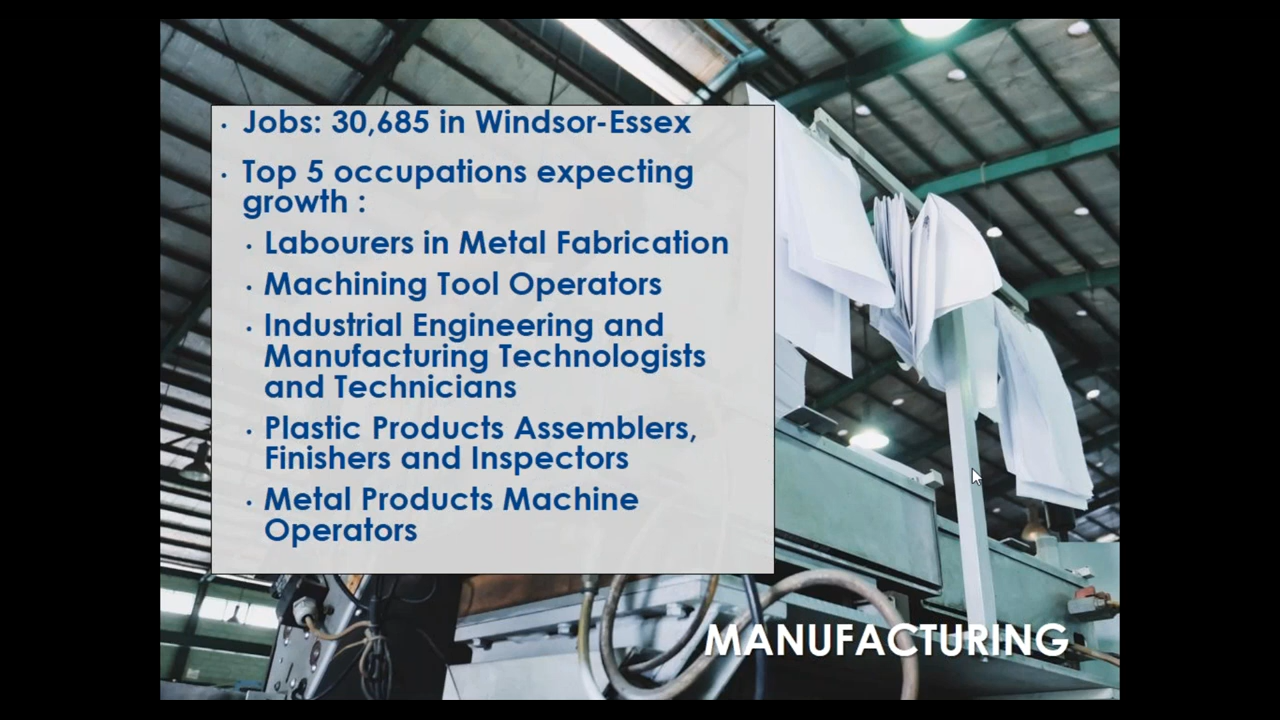 · Jobs: 30,685 in Windsor-Essex
· Top 5 occupations expecting
growth :
· Labourers in Metal Fabrication
· Machining Tool Operators
· Industrial Engineering and
Manufacturing Technologists
and Technicians
· Plastic Products Assemblers,
Finishers and Inspectors
· Metal Products Machine
Operators
MANUFACTURING